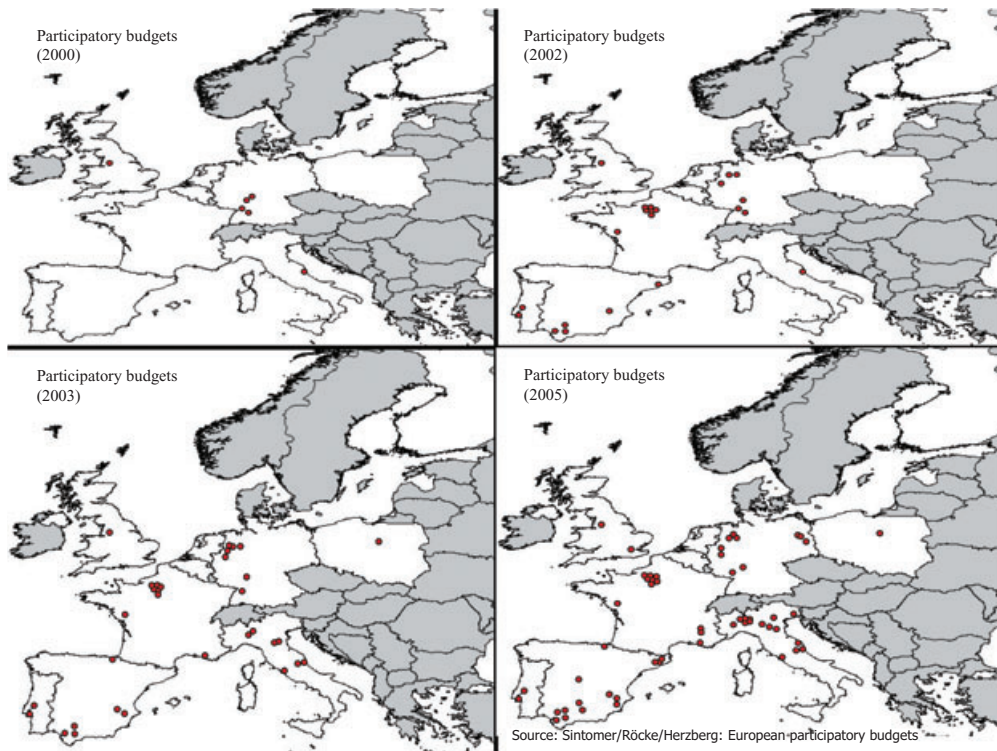 Participatory budgets
(2000)
Participatory budgets
(2002)
Participatory budgets
(2003)
Participatory budgets
(2005)
Source: Sintomer/Röcke/Herzberg: European participatory budgets